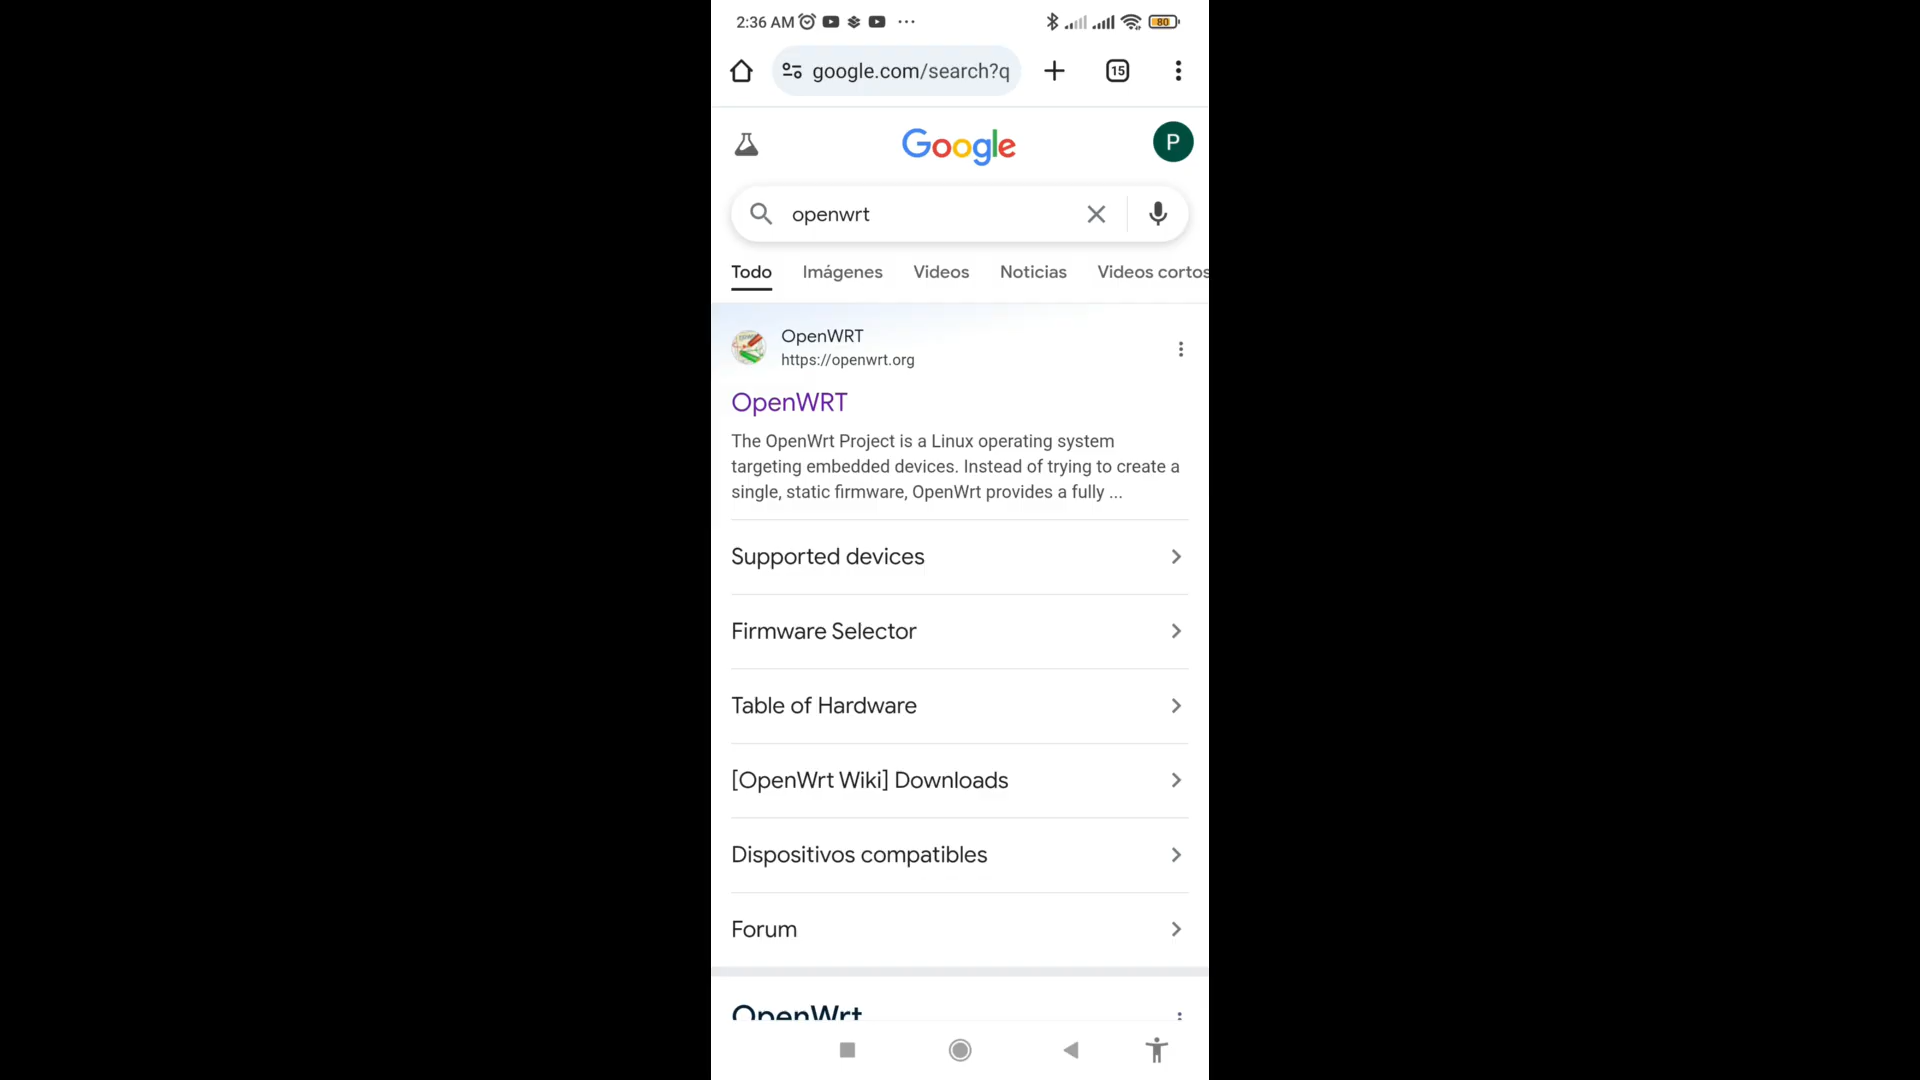 2:36 AM
80
google.com/search?q
15
Google
P
openwrt
Todo Imágenes Videos Noticias Videos cortos
OpenWRT
https://openwrt.org
OpenWRT
The OpenWrt Project is a Linux operating system
targeting embedded devices. Instead of trying to create a
single, static firmware, OpenWrt provides a fully ...
Supported devices
Firmware Selector
Table of Hardware
[OpenWrt Wiki] Downloads
Dispositivos compatibles
Forum
OpenWrt